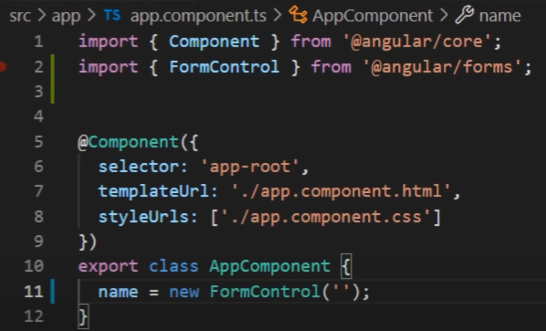 src > app > TS app.component.ts > AppComponent > name
1 import { Component } from '@angular/core';
2 import { FormControl } from '@angular/forms';
3
4
5 @Component({
6   selector: 'app-root',
7   templateUrl: './app.component.html',
8   styleUrls: ['./app.component.css']
9 })
10 export class AppComponent {
11   name = new FormControl('');
12 }